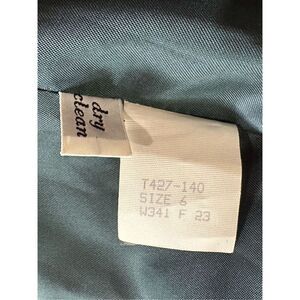 dry
clean
T427-140
SIZE 6
W341 F 23